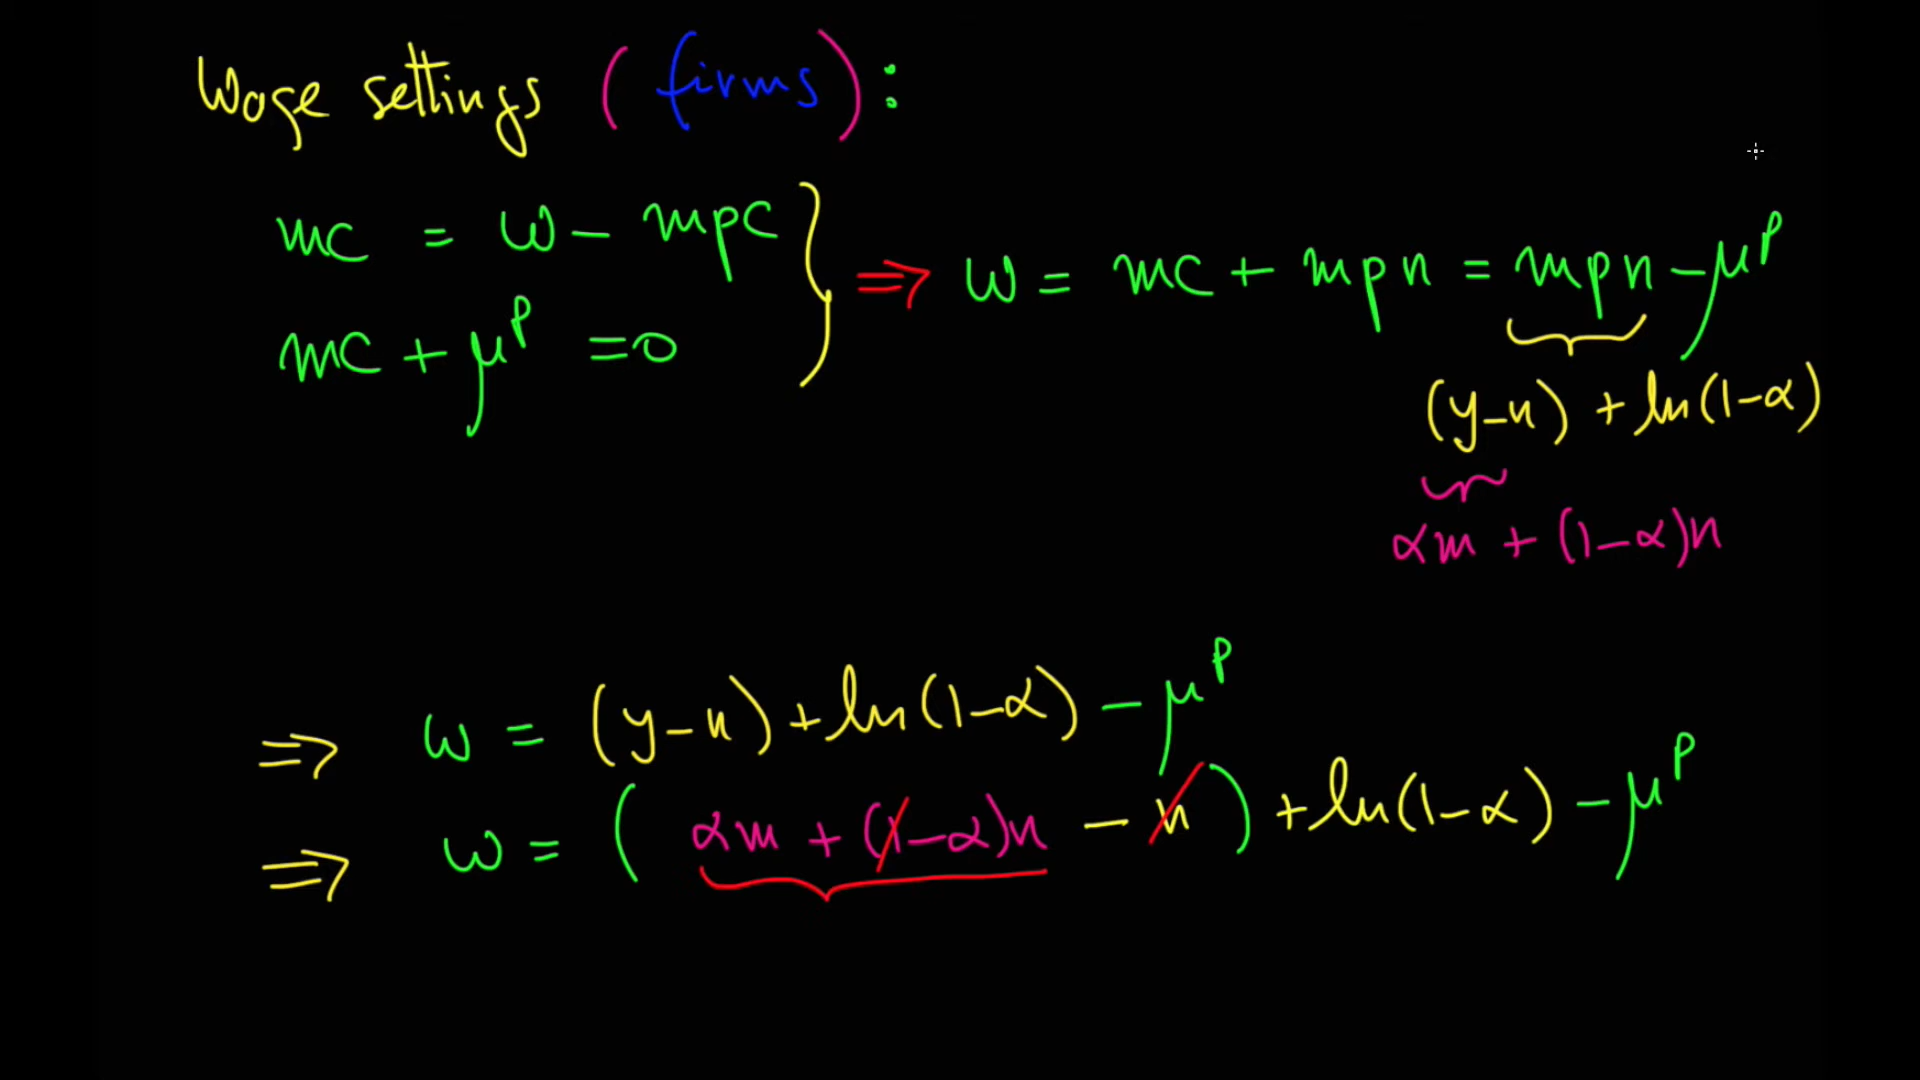 Wage settings (firms):
mc = w - mpc
mc + μ^p = 0
⇒ w = mc + mpn = mpn - μ^p
(y-n) + ln(1-α)
αm + (1-α)n
⇒ w = (y-n) + ln(1-α) - μ^p
⇒ w = (αm + (1-α)n - n) + ln(1-α) - μ^p